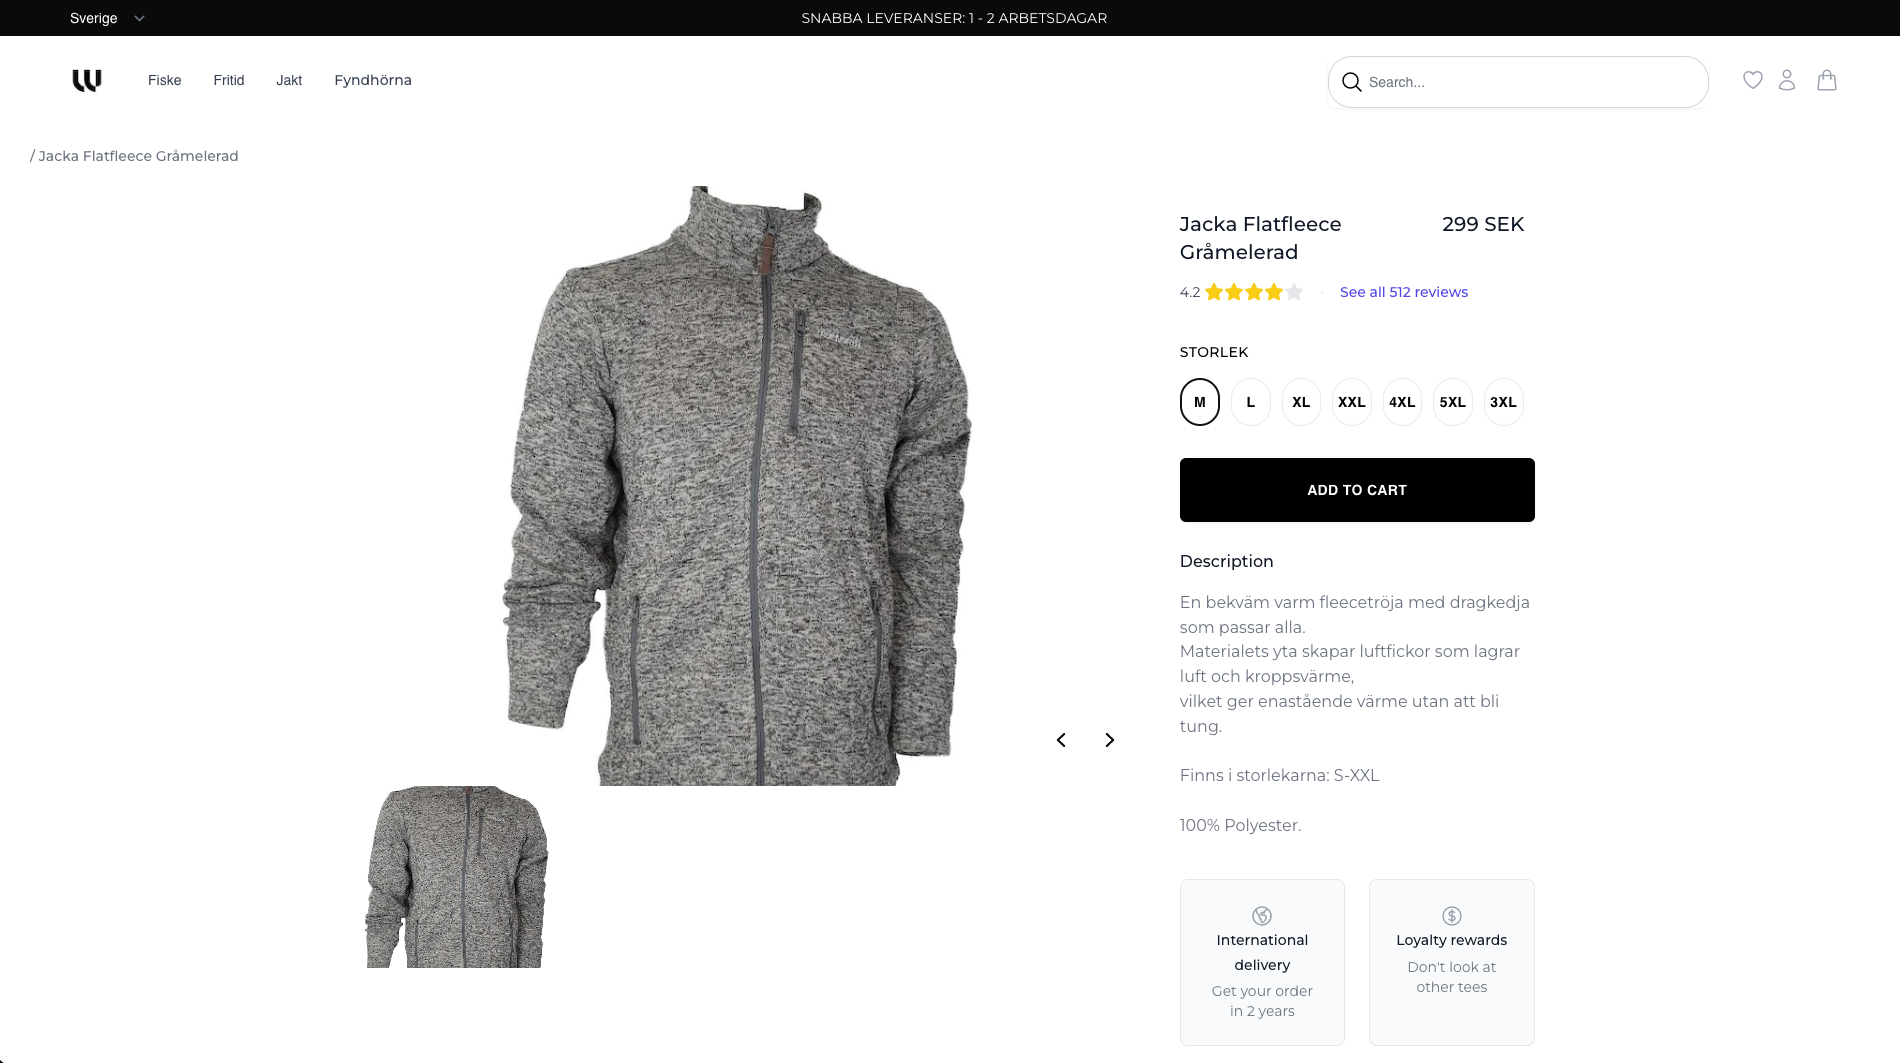 Sverige
SNABBA LEVERANSER: 1 - 2 ARBETSDAGAR
Fiske
Fritid
Jakt
Fyndhörna
Search...
/ Jacka Flatfleece Gråmelerad
Jacka Flatfleece
Gråmelerad
299 SEK
4.2
See all 512 reviews
STORLEK
M
L
XL
XXL
4XL
5XL
3XL
ADD TO CART
Description
En bekväm varm fleecetröja med dragkedja
som passar alla.
Materialets yta skapar luftfickor som lagrar
luft och kroppsvärme,
vilket ger enastående värme utan att bli
tung.
Finns i storlekarna: S-XXL
100% Polyester.
International
delivery
Get your order
in 2 years
Loyalty rewards
Don't look at
other tees